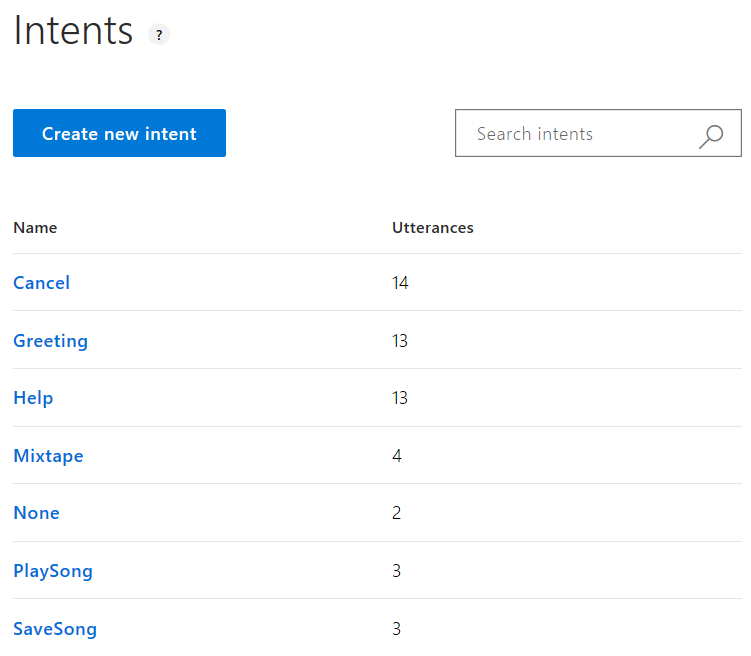 Intents ?
Create new intent Search intents
Name Utterances
Cancel 14
Greeting 13
Help 13
Mixtape 4
None 2
PlaySong 3
SaveSong 3